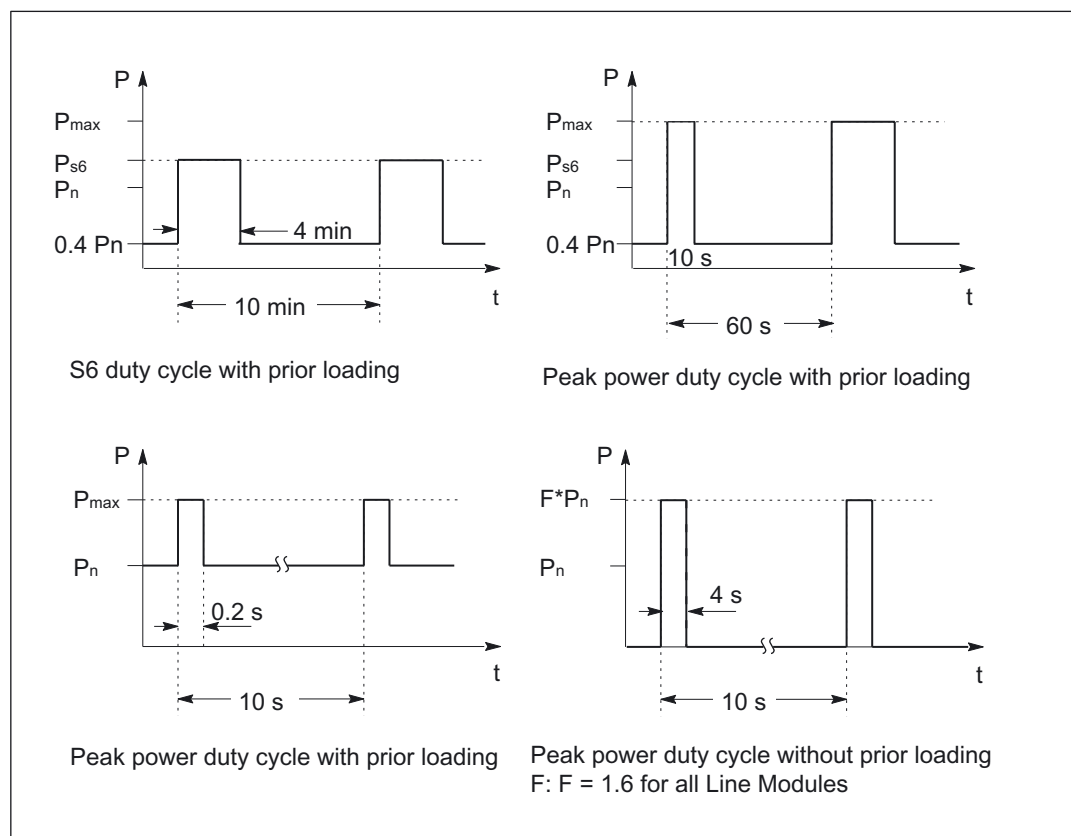 P
Pmax
Ps6
Pn
0.4 Pn
4 min
10 min
t
S6 duty cycle with prior loading
P
Pmax
Ps6
Pn
0.4 Pn
10 s
60 s
t
Peak power duty cycle with prior loading
P
Pmax
Pn
0.2 s
10 s
t
Peak power duty cycle with prior loading
P
F*Pn
Pn
4 s
10 s
t
Peak power duty cycle without prior loading
F: F = 1.6 for all Line Modules